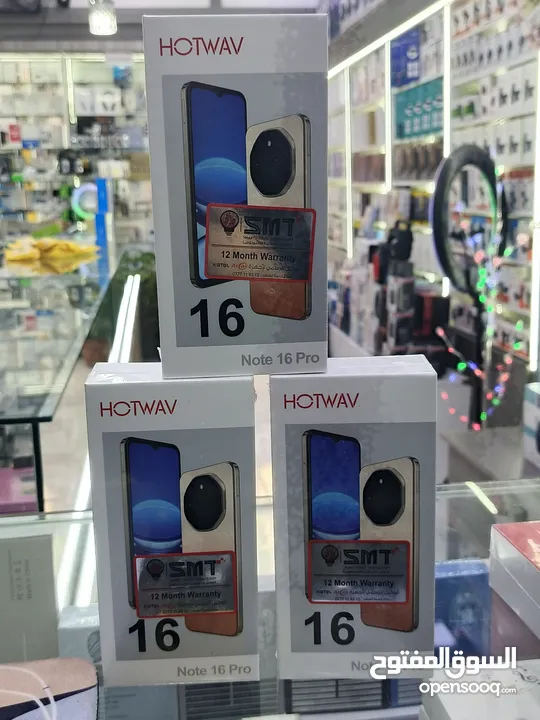 HOTWAV
SMT
12 Month Warranty
16
Note 16 Pro
HOTWAV
SMT
12 Month Warranty
16
Note 16 Pro
HOTWAV
SMT
12 Month Warranty
16
السوق المفتوح
opensooq.com